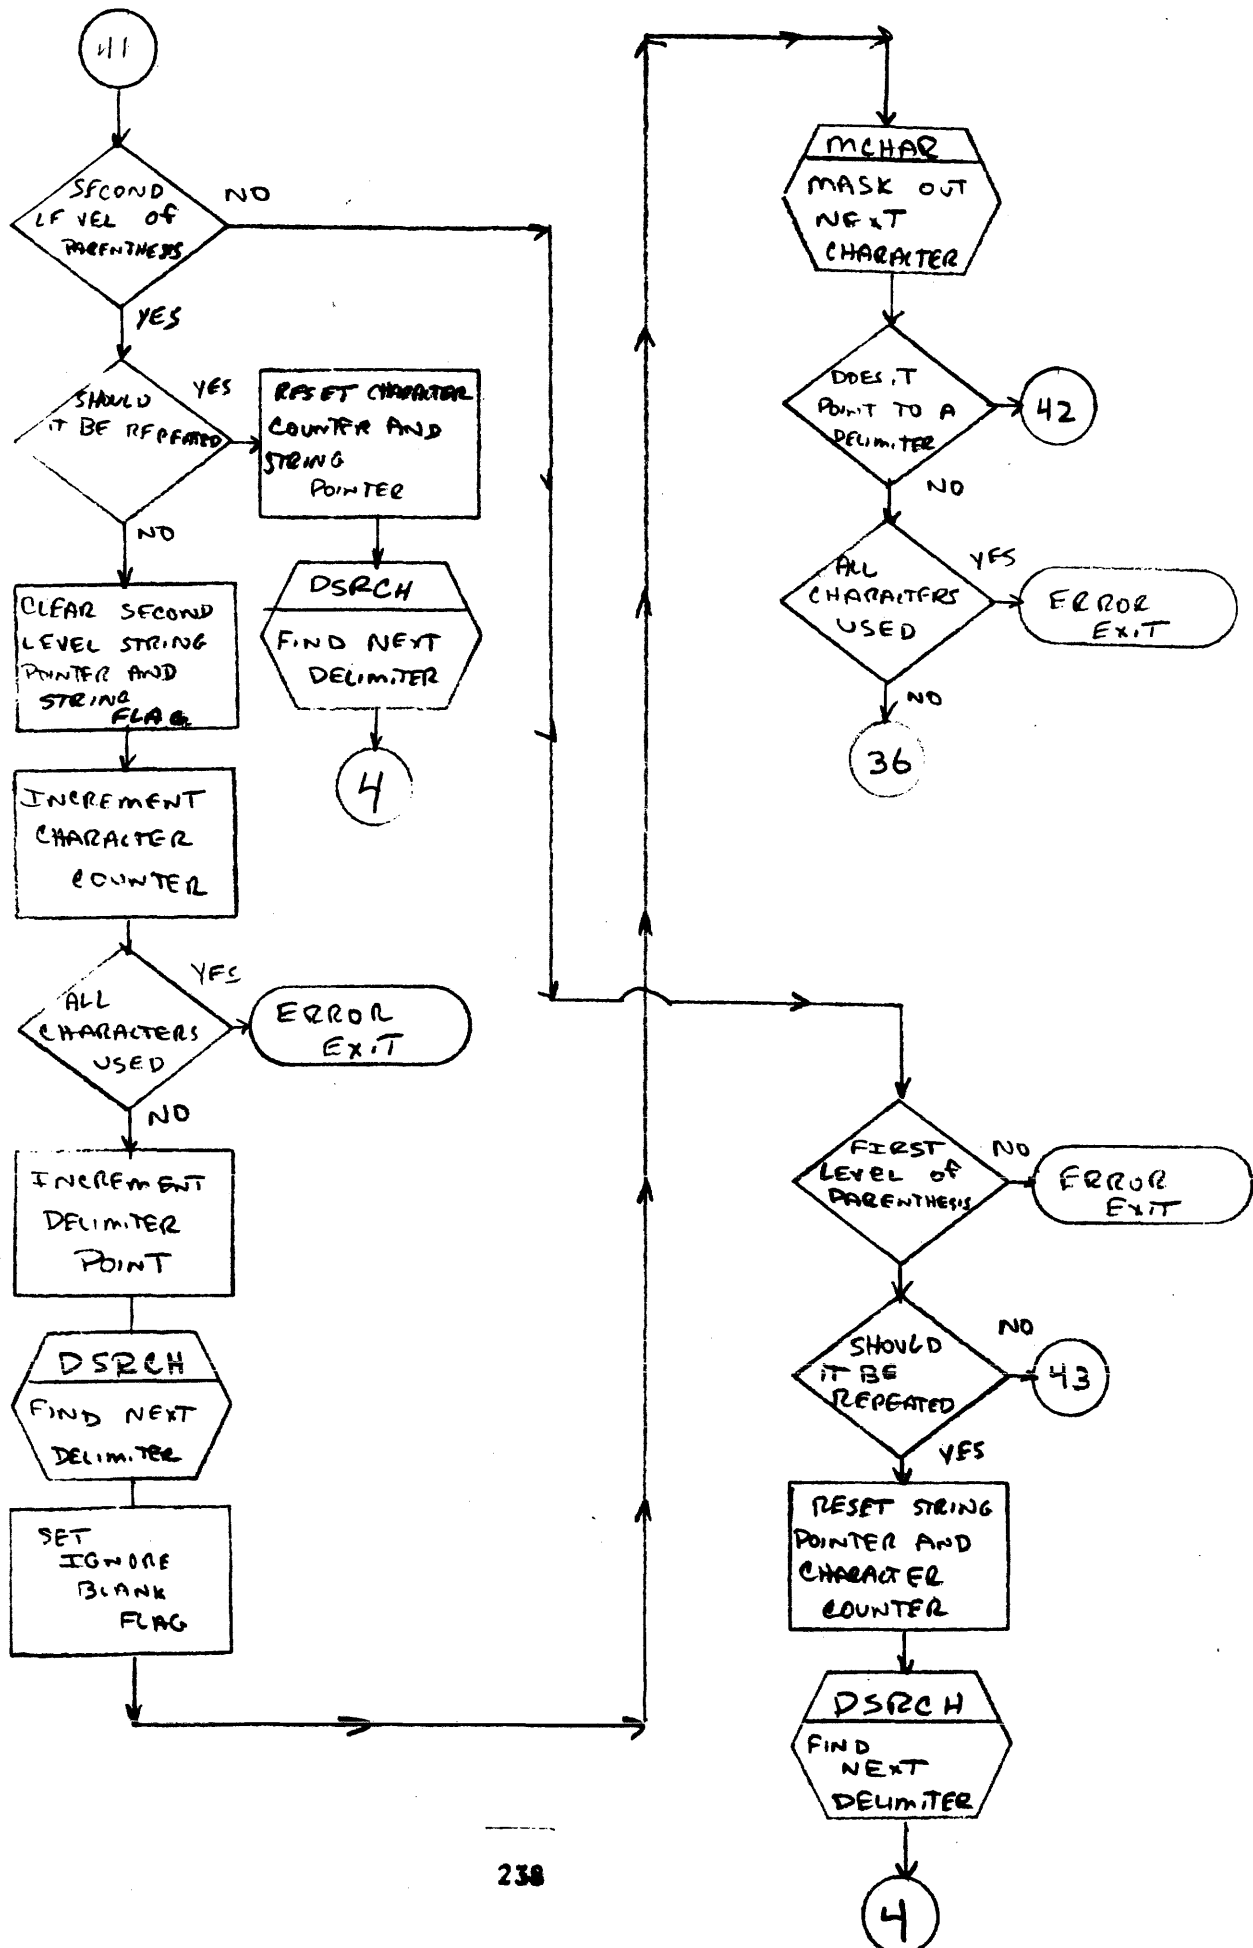 41
SECOND
LEVEL of
PARENTHESIS
NO
YES
SHOULD
iT BE REPEATED
YES
RESET CHARACTER
COUNTER AND
STRING
POINTER
NO
DSRCH
FIND NEXT
DELIMITER
4
CLEAR SECOND
LEVEL STRING
POINTER AND
STRING
FLAG
INCREMENT
CHARACTER
COUNTER
ALL
CHARACTERS
USED
YES
ERROR
EXIT
NO
INCREMENT
DELIMITER
POINT
DSRCH
FIND NEXT
DELIMITER
SET
IGNORE
BLANK
FLAG
MCHAR
MASK OUT
NEXT
CHARACTER
DOES iT
POINT TO A
DELIMITER
42
NO
ALL
CHARACTERS
USED
YES
ERROR
EXIT
NO
36
FIRST
LEVEL of
PARENTHESIS
NO
ERROR
EXIT
SHOULD
iT BE
REPEATED
NO
43
YES
RESET STRING
POINTER AND
CHARACTER
COUNTER
DSRCH
FIND
NEXT
DELIMITER
4
238